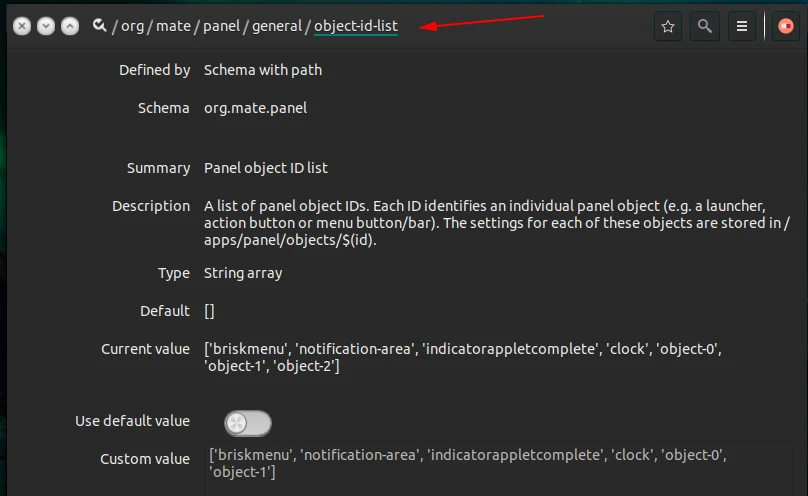 / org / mate / panel / general / object-id-list
Defined by Schema with path
Schema org.mate.panel
Summary Panel object ID list
Description A list of panel object IDs. Each ID identifies an individual panel object (e.g. a launcher,
action button or menu button/bar). The settings for each of these objects are stored in /
apps/panel/objects/$(id).
Type String array
Default []
Current value ['briskmenu', 'notification-area', 'indicatorappletcomplete', 'clock', 'object-0',
'object-1', 'object-2']
Use default value
Custom value ['briskmenu', 'notification-area', 'indicatorappletcomplete', 'clock', 'object-0',
'object-1']